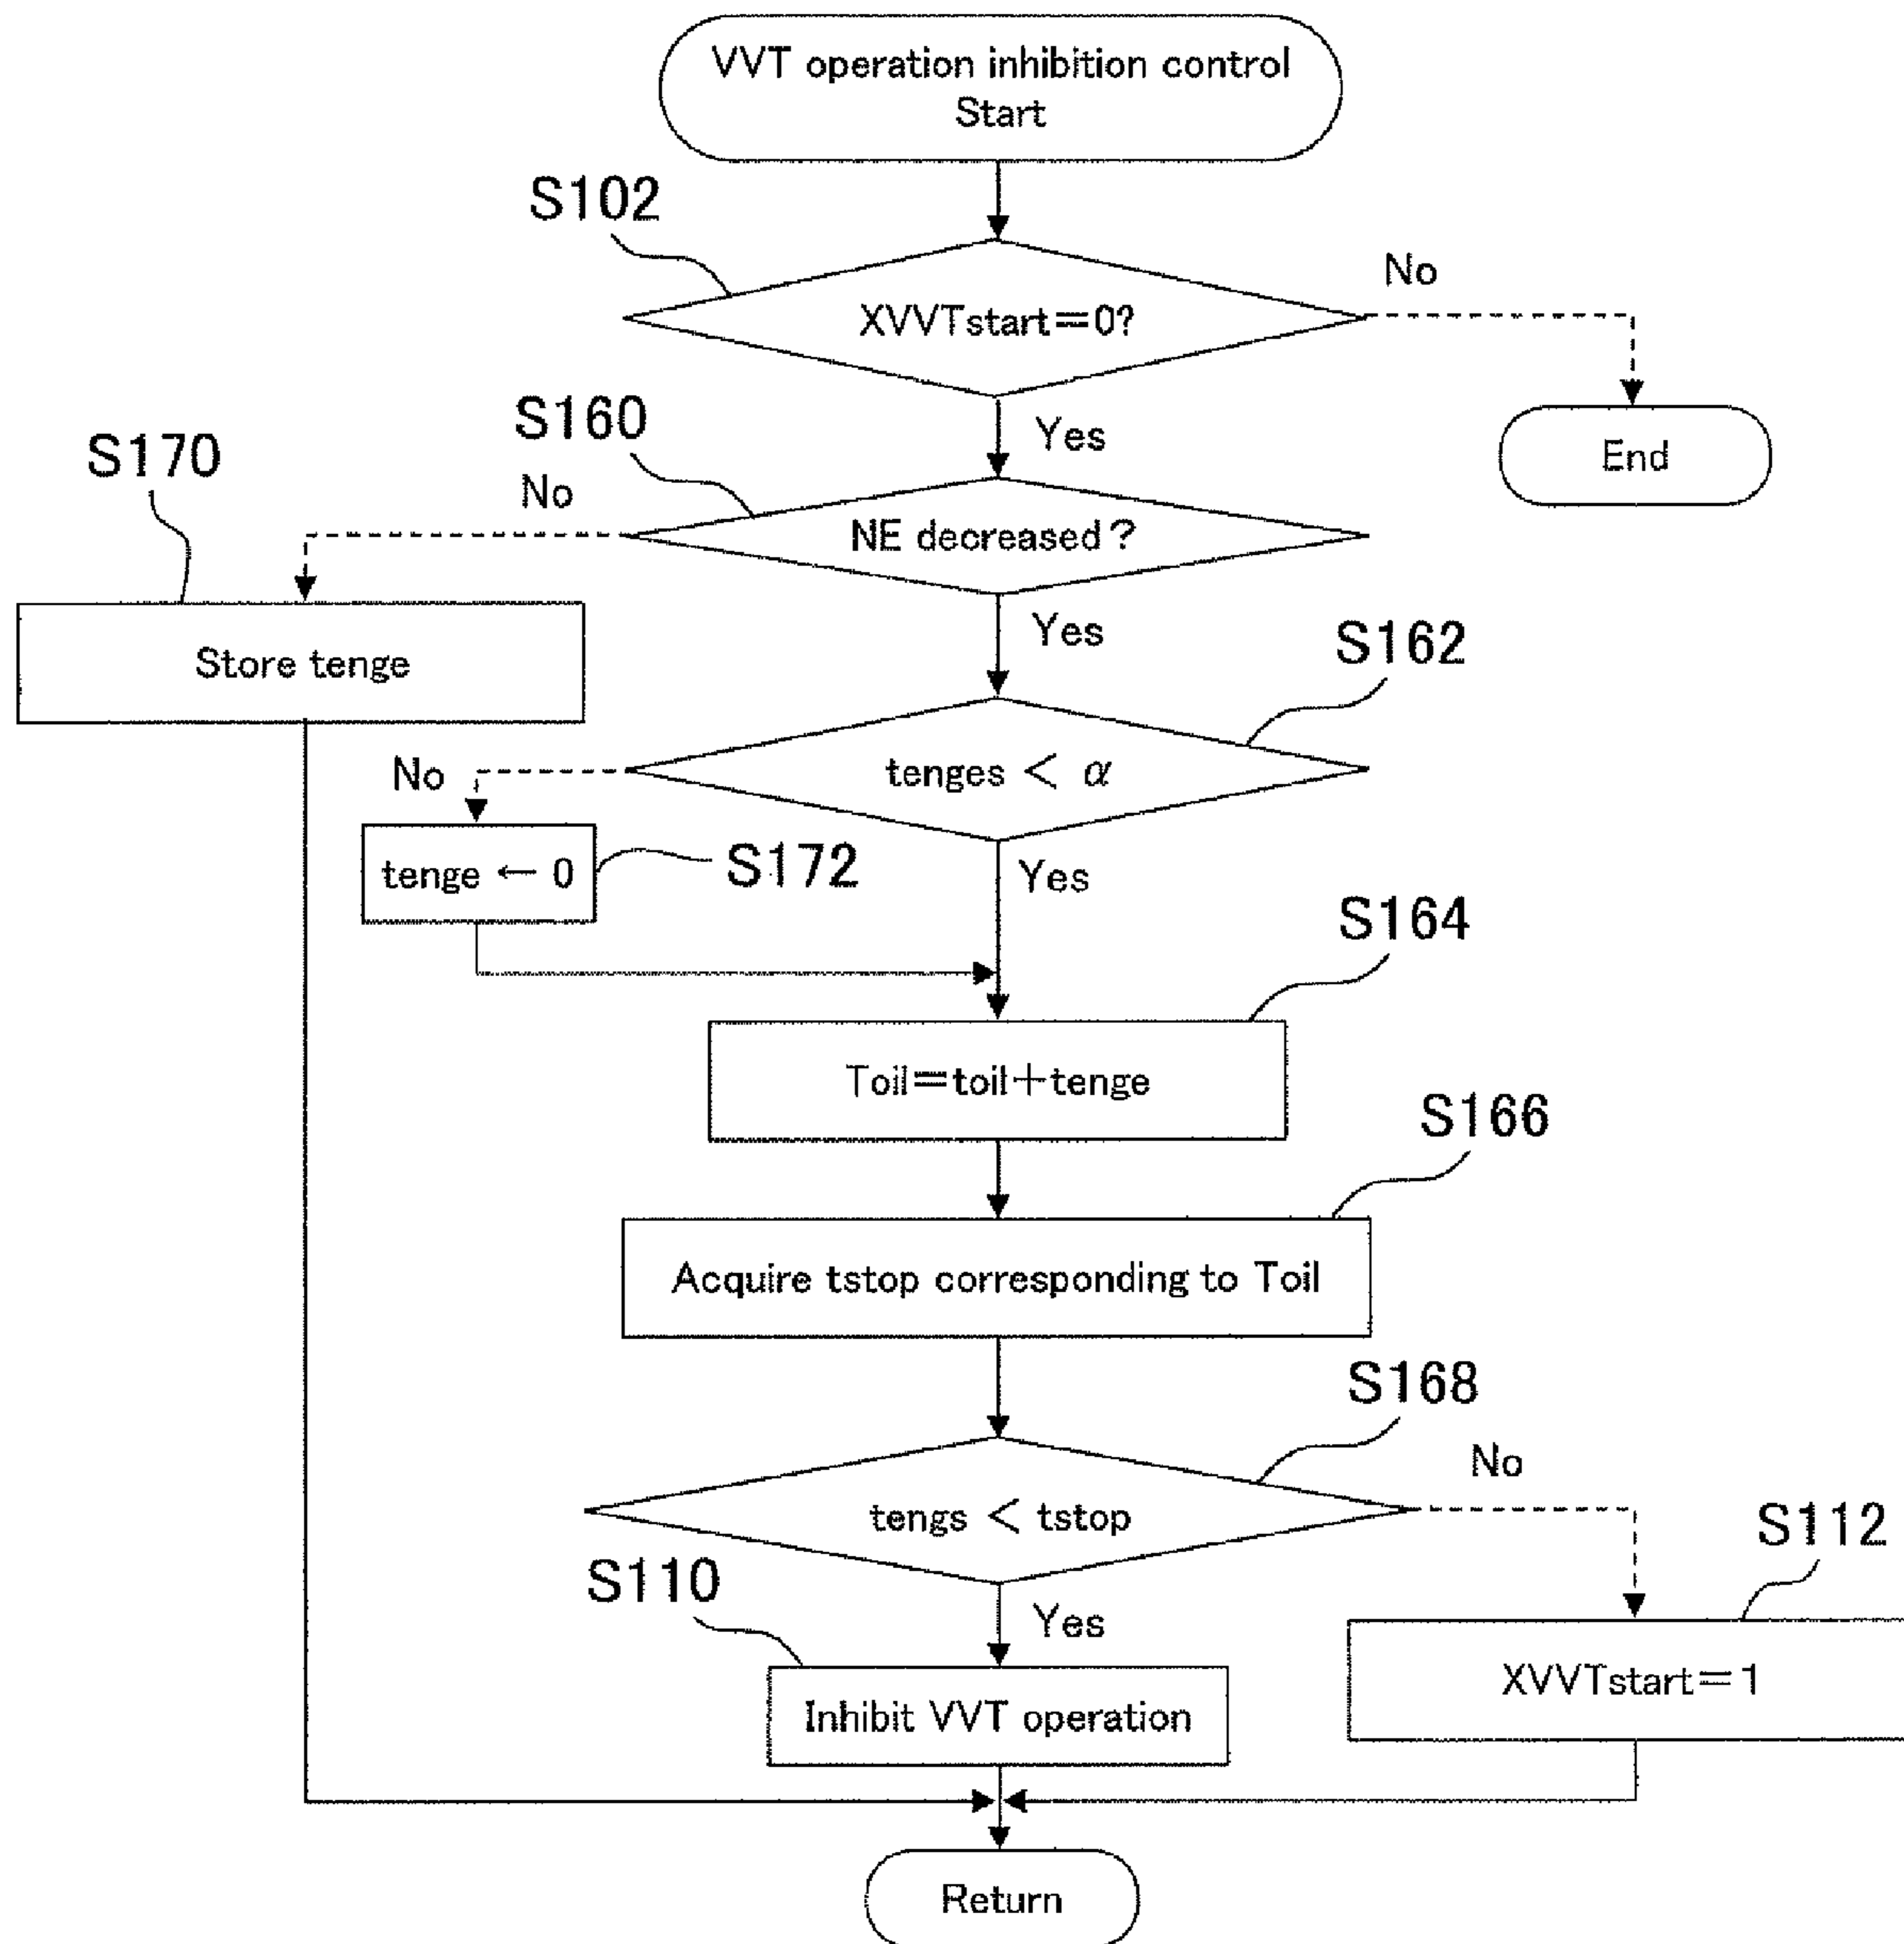 VVT operation inhibition control
Start
S102
XVVTstart=0?
No
End
Yes
S160
NE decreased?
No
S170
Store tenge
Yes
S162
tenges < α
No
tenge ← 0
S172
Yes
S164
Toil=toil+tenge
S166
Acquire tstop corresponding to Toil
S168
tengs < tstop
No
S112
XVVTstart=1
S110
Yes
Inhibit VVT operation
Return